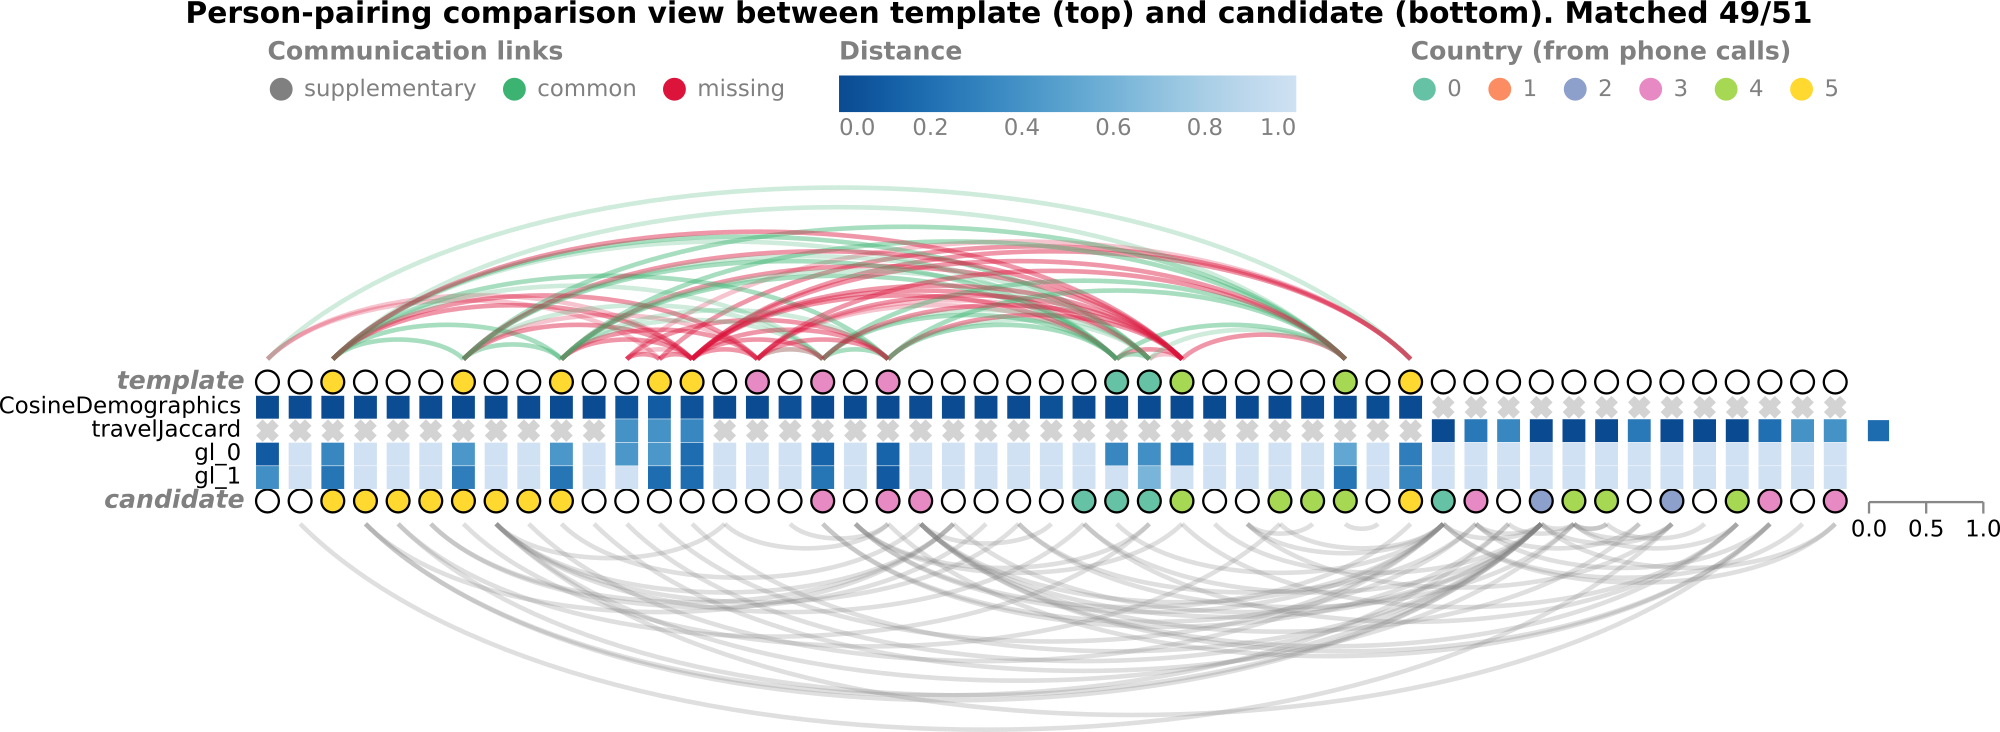 Person-pairing comparison view between template (top) and candidate (bottom). Matched 49/51
Communication links
supplementary common missing
Distance
0.0 0.2 0.4 0.6 0.8 1.0
Country (from phone calls)
0 1 2 3 4 5
template
CosineDemographics
travelJaccard
gl_0
gl_1
candidate
0.0 0.5 1.0